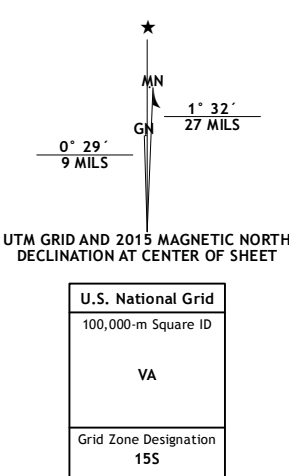 ★
MN
1° 32´
27 MILS
GN
0° 29´
9 MILS
UTM GRID AND 2015 MAGNETIC NORTH
DECLINATION AT CENTER OF SHEET
U.S. National Grid
100,000-m Square ID
VA
Grid Zone Designation
15S